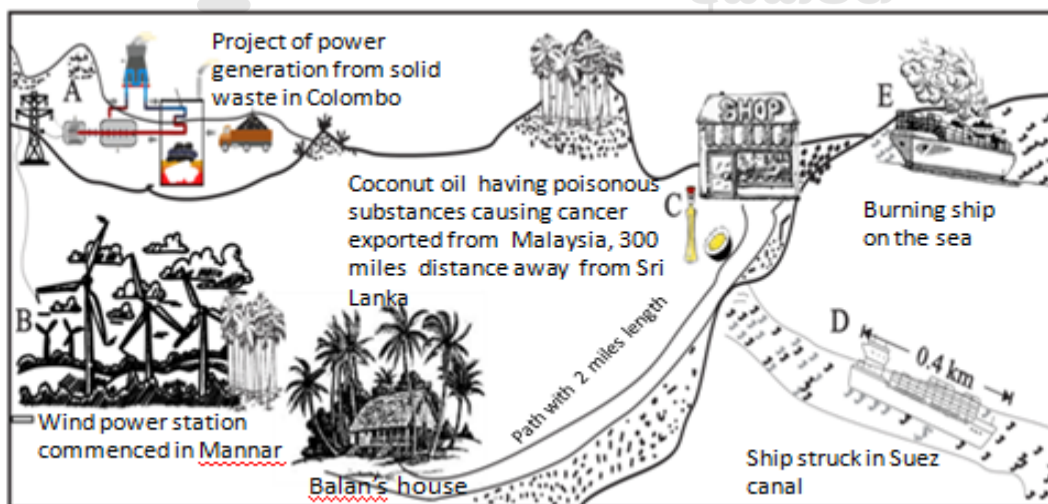 A
Project of power
generation from solid
waste in Colombo
SHOP
E
Coconut oil having poisonous
substances causing cancer
exported from Malaysia, 300
miles distance away from Sri
Lanka
C
Burning ship
on the sea
B
D
0.4 km
Path with 2 miles length
Wind power station
commenced in Mannar
Balan's house
Ship struck in Suez
canal